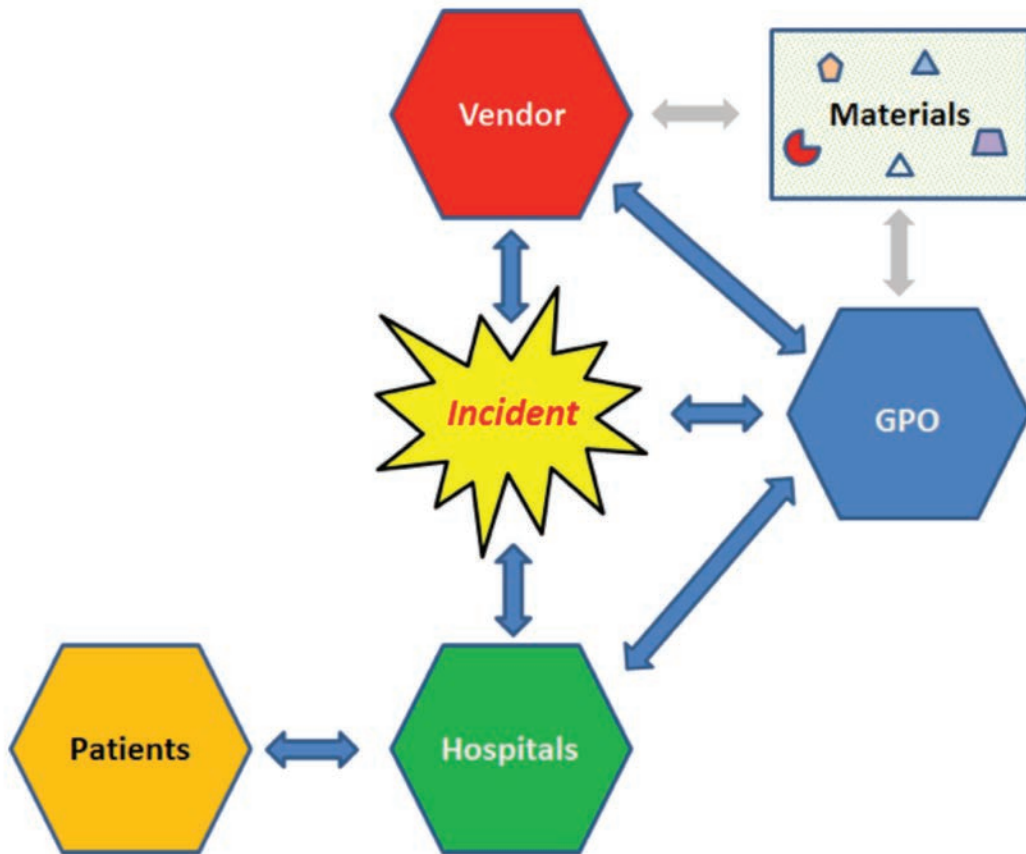 Vendor
Materials
Incident
GPO
Patients
Hospitals